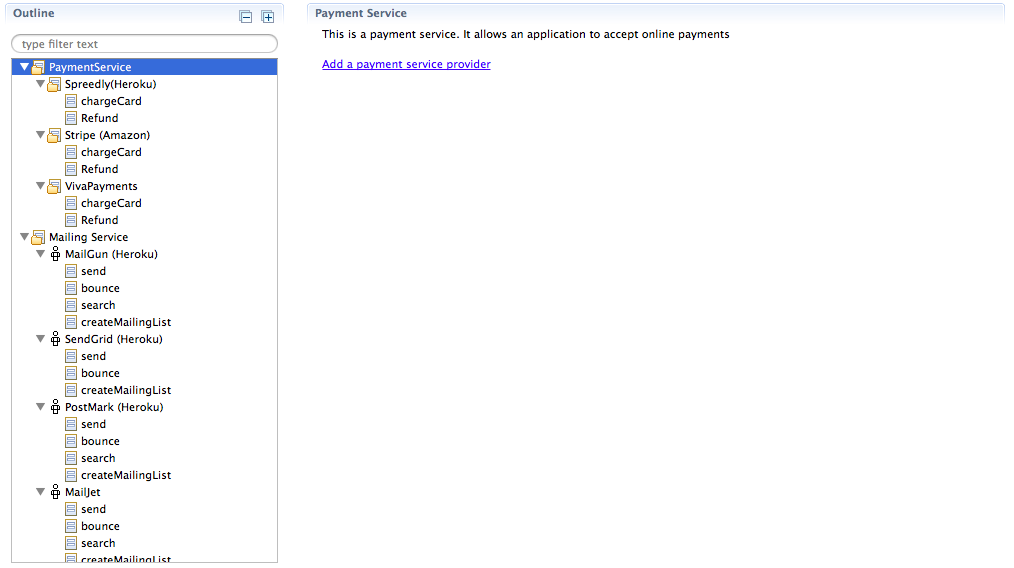 Outline
type filter text
PaymentService
Spreedly(Heroku)
chargeCard
Refund
Stripe (Amazon)
chargeCard
Refund
VivaPayments
chargeCard
Refund
Mailing Service
MailGun (Heroku)
send
bounce
search
createMailingList
SendGrid (Heroku)
send
bounce
createMailingList
PostMark (Heroku)
send
bounce
search
createMailingList
MailJet
send
bounce
search
createMailingList
Payment Service
This is a payment service. It allows an application to accept online payments
Add a payment service provider